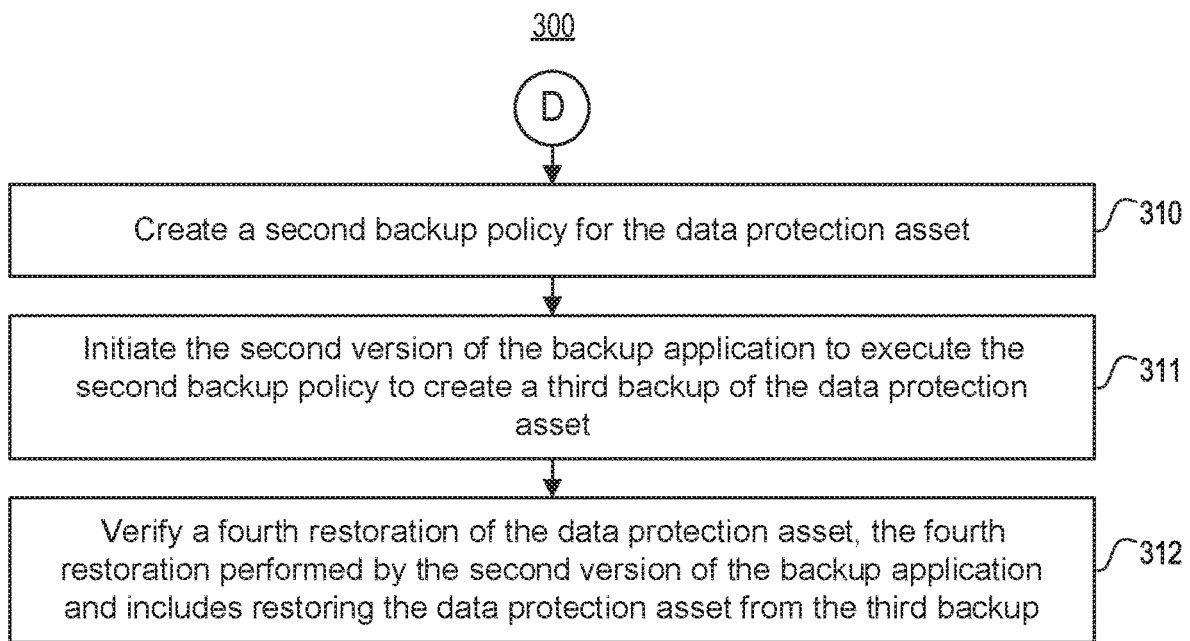 300
D
Create a second backup policy for the data protection asset
310
Initiate the second version of the backup application to execute the
second backup policy to create a third backup of the data protection
asset
311
Verify a fourth restoration of the data protection asset, the fourth
restoration performed by the second version of the backup application
and includes restoring the data protection asset from the third backup
312